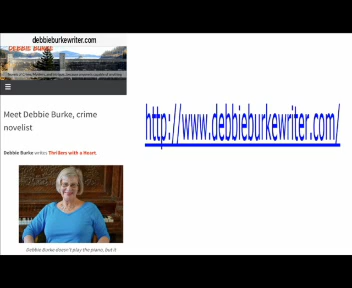 debbieburkewriter.com
DEBBIE BURKE
☰
Meet Debbie Burke, crime
novelist
Debbie Burke writes Thrillers with a Heart.
Debbie Burke doesn't play the piano, but it
http://www.debbieburkewriter.com/